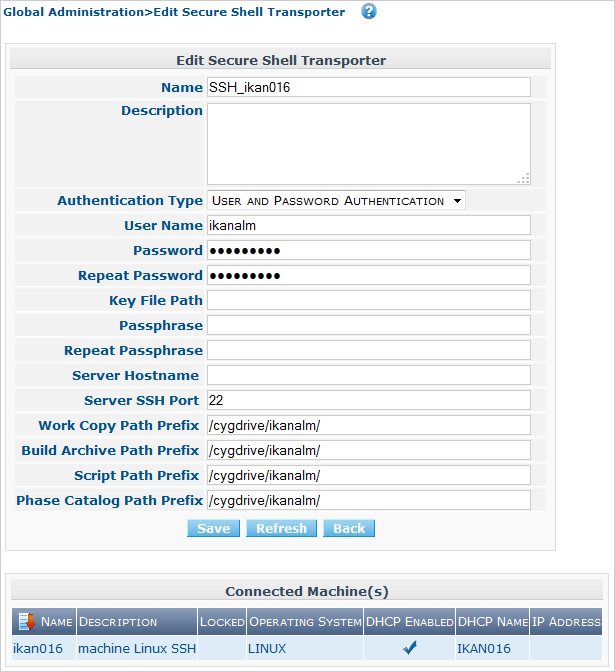 Global Administration>Edit Secure Shell Transporter ?
Edit Secure Shell Transporter
Name SSH_ikan016
Description
Authentication Type User and Password Authentication
User Name ikanalm
Password ●●●●●●●●●
Repeat Password ●●●●●●●●●
Key File Path
Passphrase
Repeat Passphrase
Server Hostname
Server SSH Port 22
Work Copy Path Prefix /cygdrive/ikanalm/
Build Archive Path Prefix /cygdrive/ikanalm/
Script Path Prefix /cygdrive/ikanalm/
Phase Catalog Path Prefix /cygdrive/ikanalm/
Save Refresh Back
Connected Machine(s)
Name Description Locked Operating System DHCP Enabled DHCP Name IP Address
ikan016 machine Linux SSH LINUX IKAN016